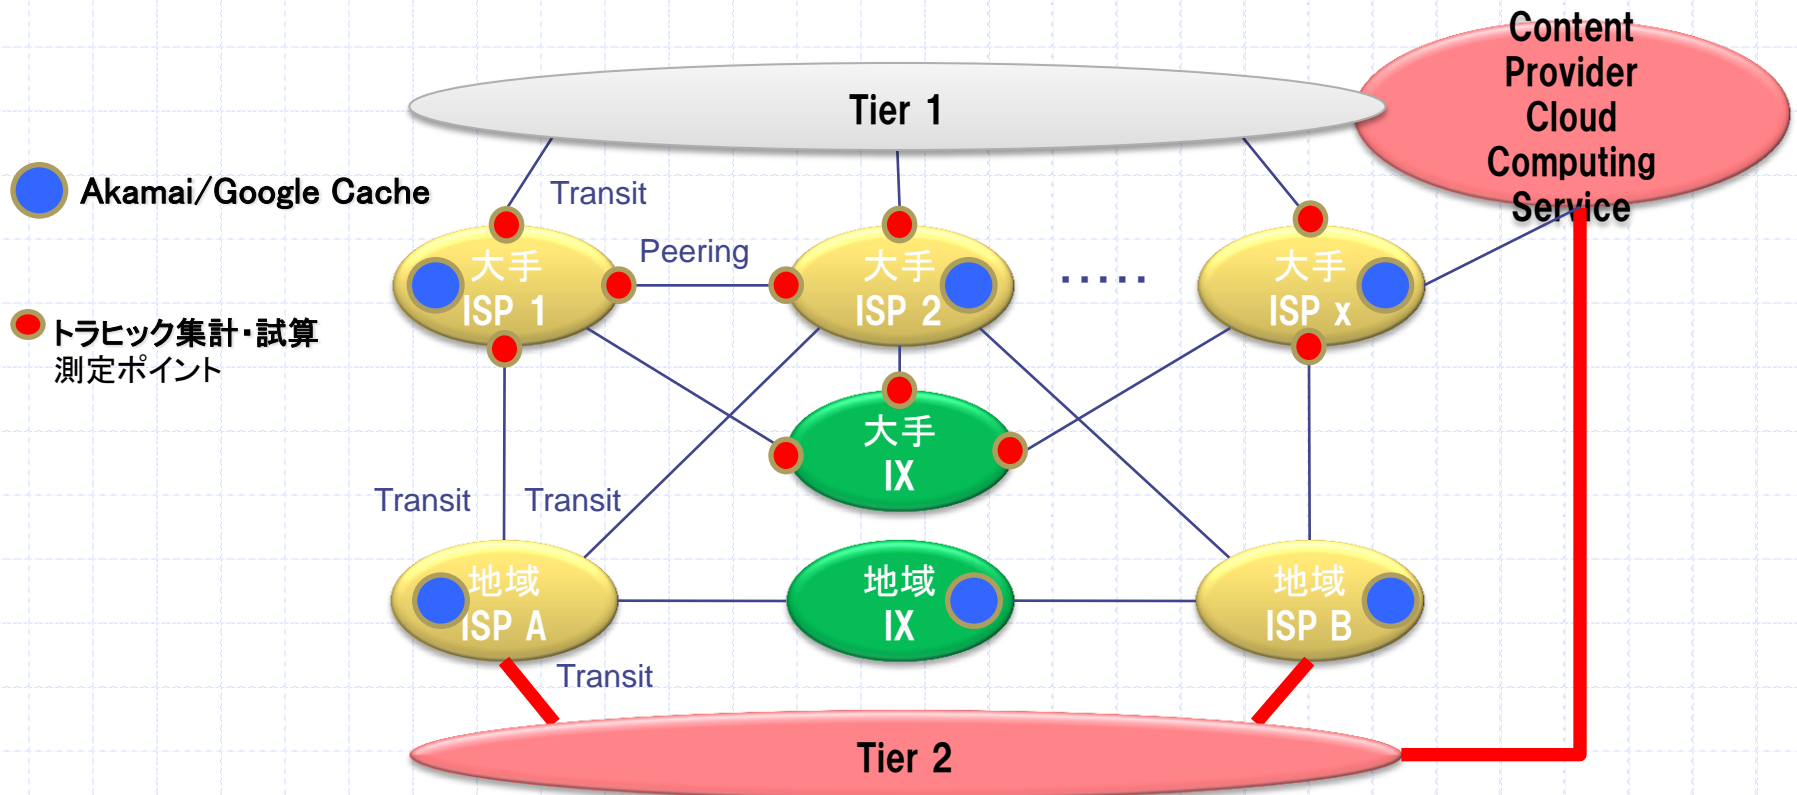 Content
Provider
Cloud
Computing
Service
Tier 1
Akamai/Google Cache
Transit
Peering
大手
ISP 1
大手
ISP 2
.....
大手
ISP x
トラヒック集計・試算
測定ポイント
大手
IX
Transit
Transit
地域
ISP A
地域
IX
地域
ISP B
Transit
Tier 2